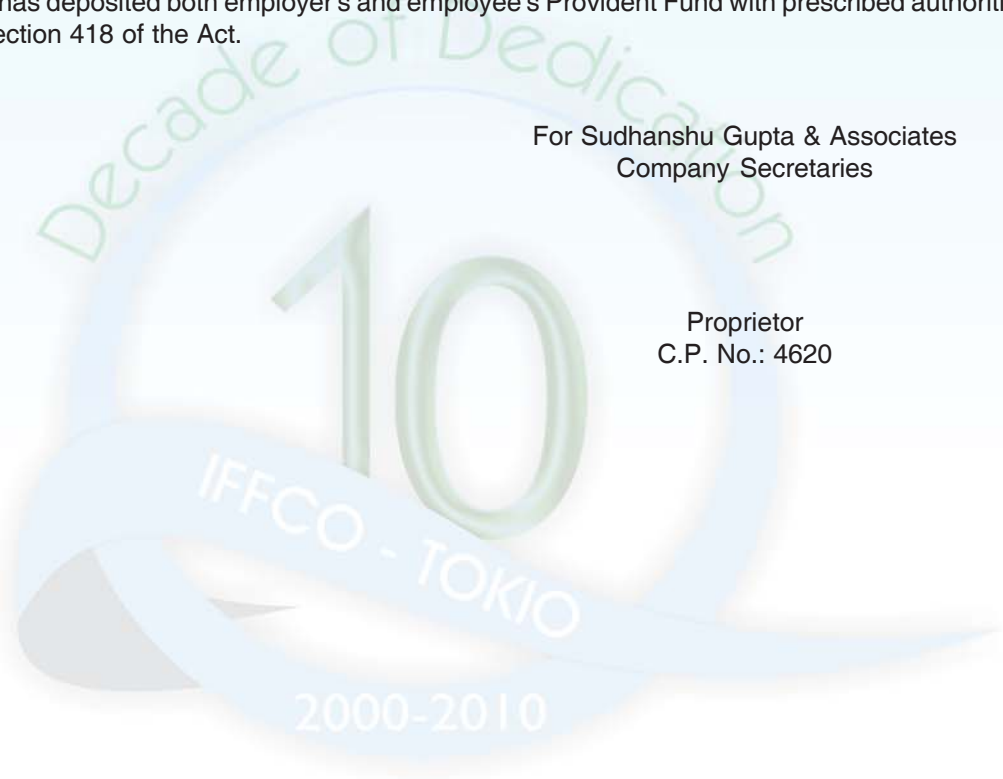 has deposited both employer's and employee's Provident Fund with prescribed
ection 418 of the Act.
Decade of Dedication
For Sudhanshu Gupta & Associates
Company Secretaries
10
Proprietor
C.P. No.: 4620
IFFCO - TOKIO
2000-2010